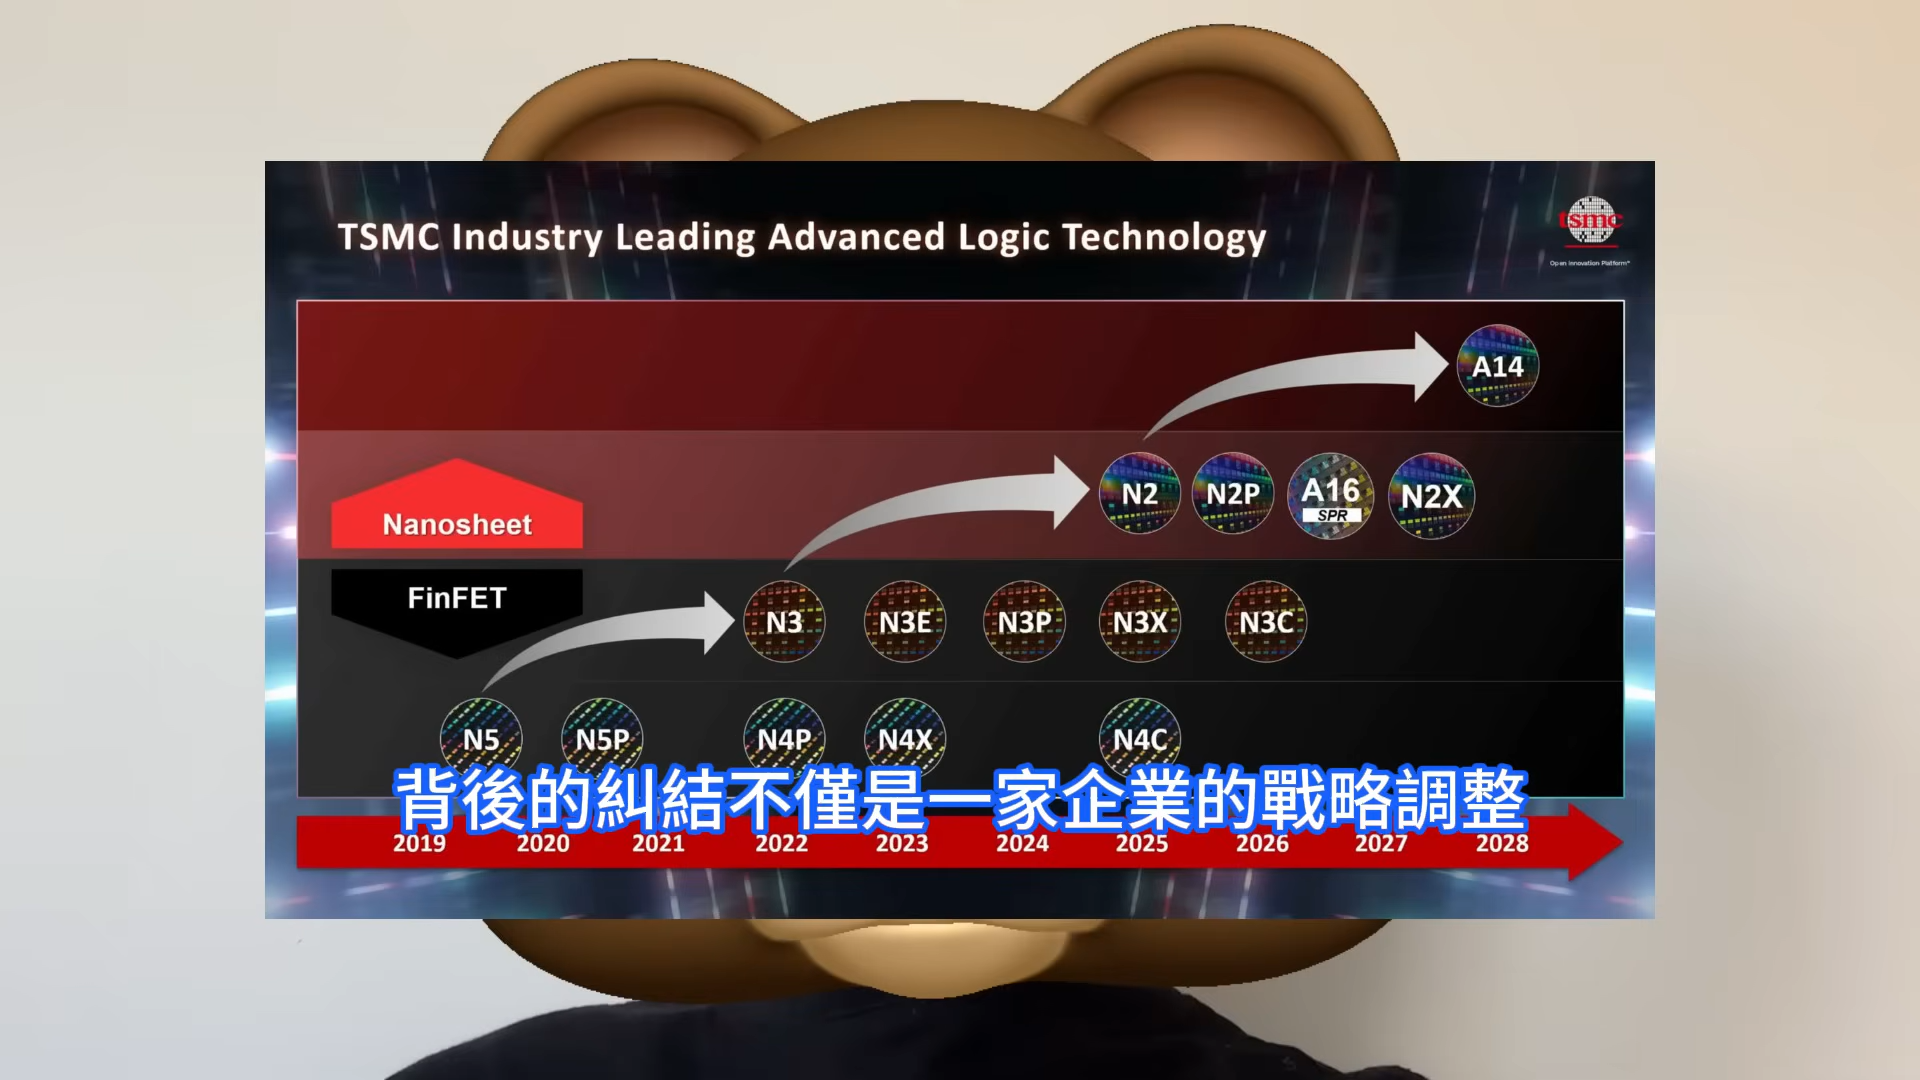 TSMC Industry Leading Advanced Logic Technology
tsmc
Open Innovation Platform®
A14
Nanosheet
N2 N2P A16 N2X
SPR
FinFET
N3 N3E N3P N3X N3C
N5 N5P N4P N4X N4C
背後的糾結不僅是一家企業的戰略調整
2019 2020 2021 2022 2023 2024 2025 2026 2027 2028